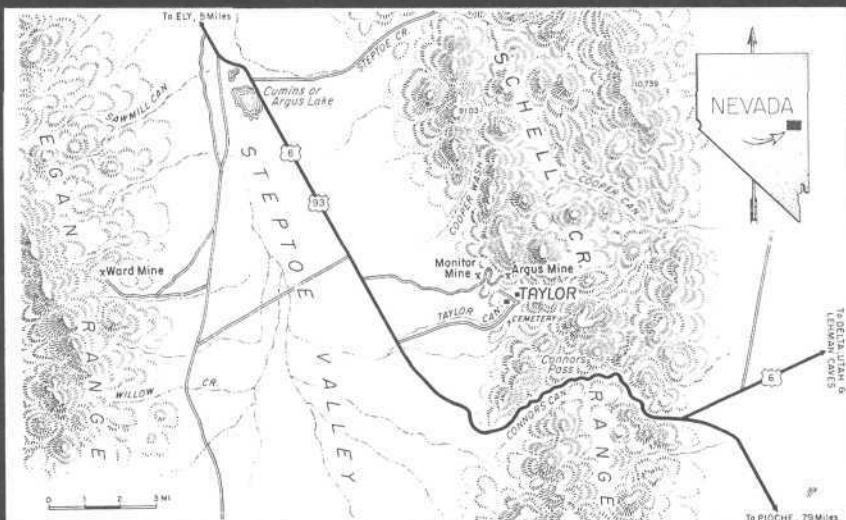 To ELY, 5 Miles
STEPTOE CR.
SAWMILL CAN
Cumins or
Argus Lake
9103
10,739
NEVADA
EGAN
RANGE
STEPTOE
VALLEY
SCHELL
CR.
RANGE
6
93
COOPER WASH
COOPER CAN
Ward Mine
Monitor
Mine
Argus Mine
TAYLOR
TAYLOR CAN
CEMETERY
Connors
Pass
CONNORS CAN
WILLOW CR.
6
To DELTA, UTAH &
LEHMAN CAVES
0 1 2 3 MI.
To PIOCHE, 79 Miles